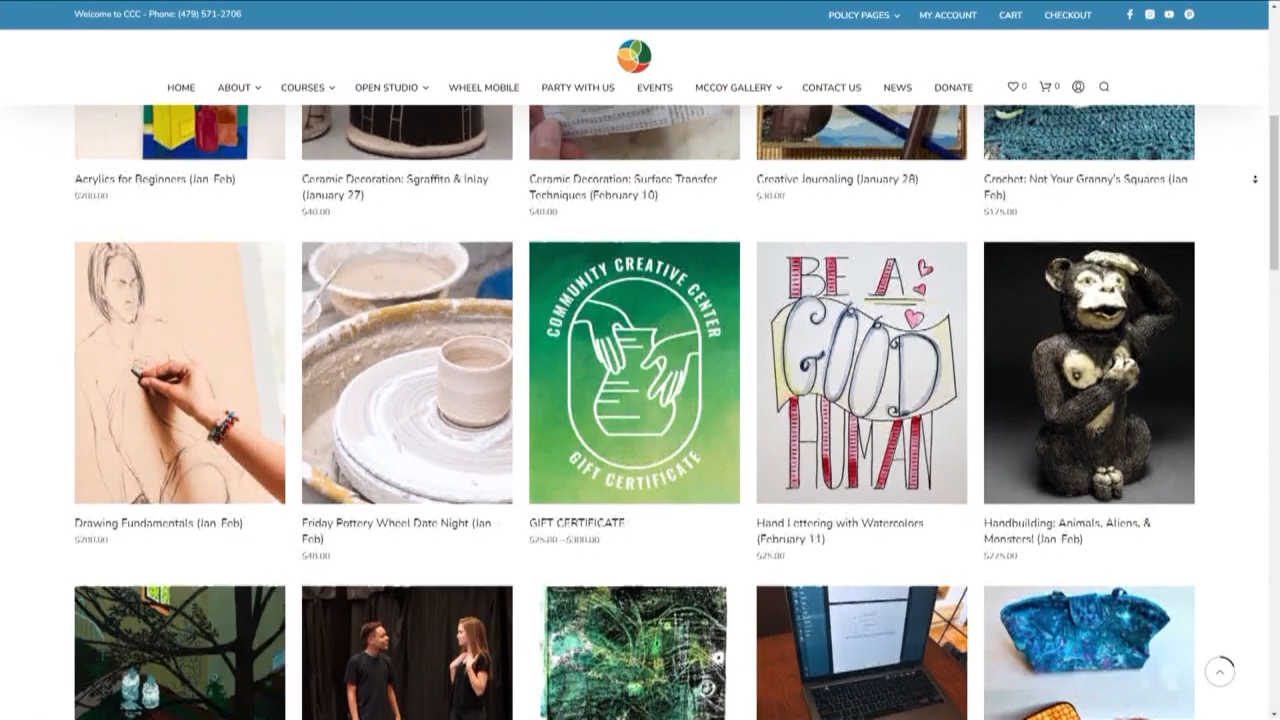 Welcome to CCC - Phone: (479) 571-2706
POLICY PAGES
MY ACCOUNT
CART
CHECKOUT
HOME
ABOUT
COURSES
OPEN STUDIO
WHEEL MOBILE
PARTY WITH US
EVENTS
MCCOY GALLERY
CONTACT US
NEWS
DONATE
0
0
Acrylics for Beginners (Jan-Feb)
$200.00
Ceramic Decoration: Sgraffito & Inlay
(January 27)
$40.00
Ceramic Decoration: Surface Transfer
Techniques (February 10)
$40.00
Creative Journaling (January 28)
$30.00
Crochet: Not Your Granny's Squares (Jan
Feb)
$175.00
COMMUNITY CREATIVE CENTER
GIFT CERTIFICATE
BE A
GOOD
HUMAN
Drawing Fundamentals (Jan-Feb)
$200.00
Friday Pottery Wheel Date Night (Jan
Feb)
$40.00
GIFT CERTIFICATE
$25.00 – $300.00
Hand Lettering with Watercolors
(February 11)
$25.00
Handbuilding: Animals, Aliens, &
Monsters! (Jan-Feb)
$225.00